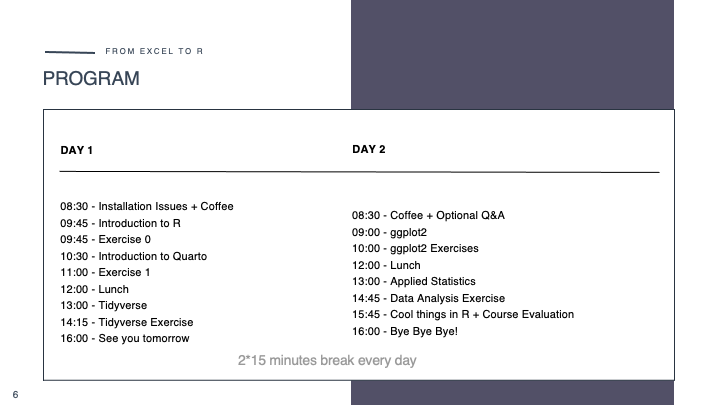 FROM EXCEL TO R
PROGRAM
DAY 1
08:30 - Installation Issues + Coffee
09:45 - Introduction to R
09:45 - Exercise 0
10:30 - Introduction to Quarto
11:00 - Exercise 1
12:00 - Lunch
13:00 - Tidyverse
14:15 - Tidyverse Exercise
16:00 - See you tomorrow
DAY 2
08:30 - Coffee + Optional Q&A
09:00 - ggplot2
10:00 - ggplot2 Exercises
12:00 - Lunch
13:00 - Applied Statistics
14:45 - Data Analysis Exercise
15:45 - Cool things in R + Course Evaluation
16:00 - Bye Bye Bye!
2*15 minutes break every day
6